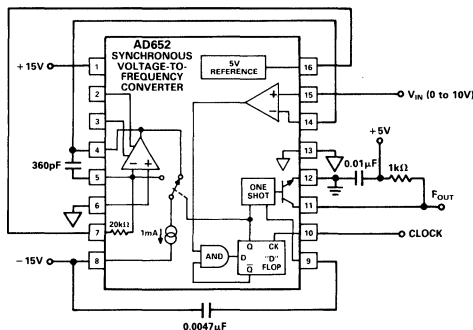 AD652
SYNCHRONOUS
VOLTAGE-TO-
FREQUENCY
CONVERTER
5V
REFERENCE
+15V
1
2
3
4
5
6
7
8
16
15
14
13
12
11
10
9
VIN (0 to 10V)
+5V
360pF
0.01μF
1kΩ
FOUT
ONE
SHOT
20kΩ
1mA
CLOCK
−15V
AND
Q
CK
D
"D"
FLOP
Q̅
0.0047μF
+
−
−
+